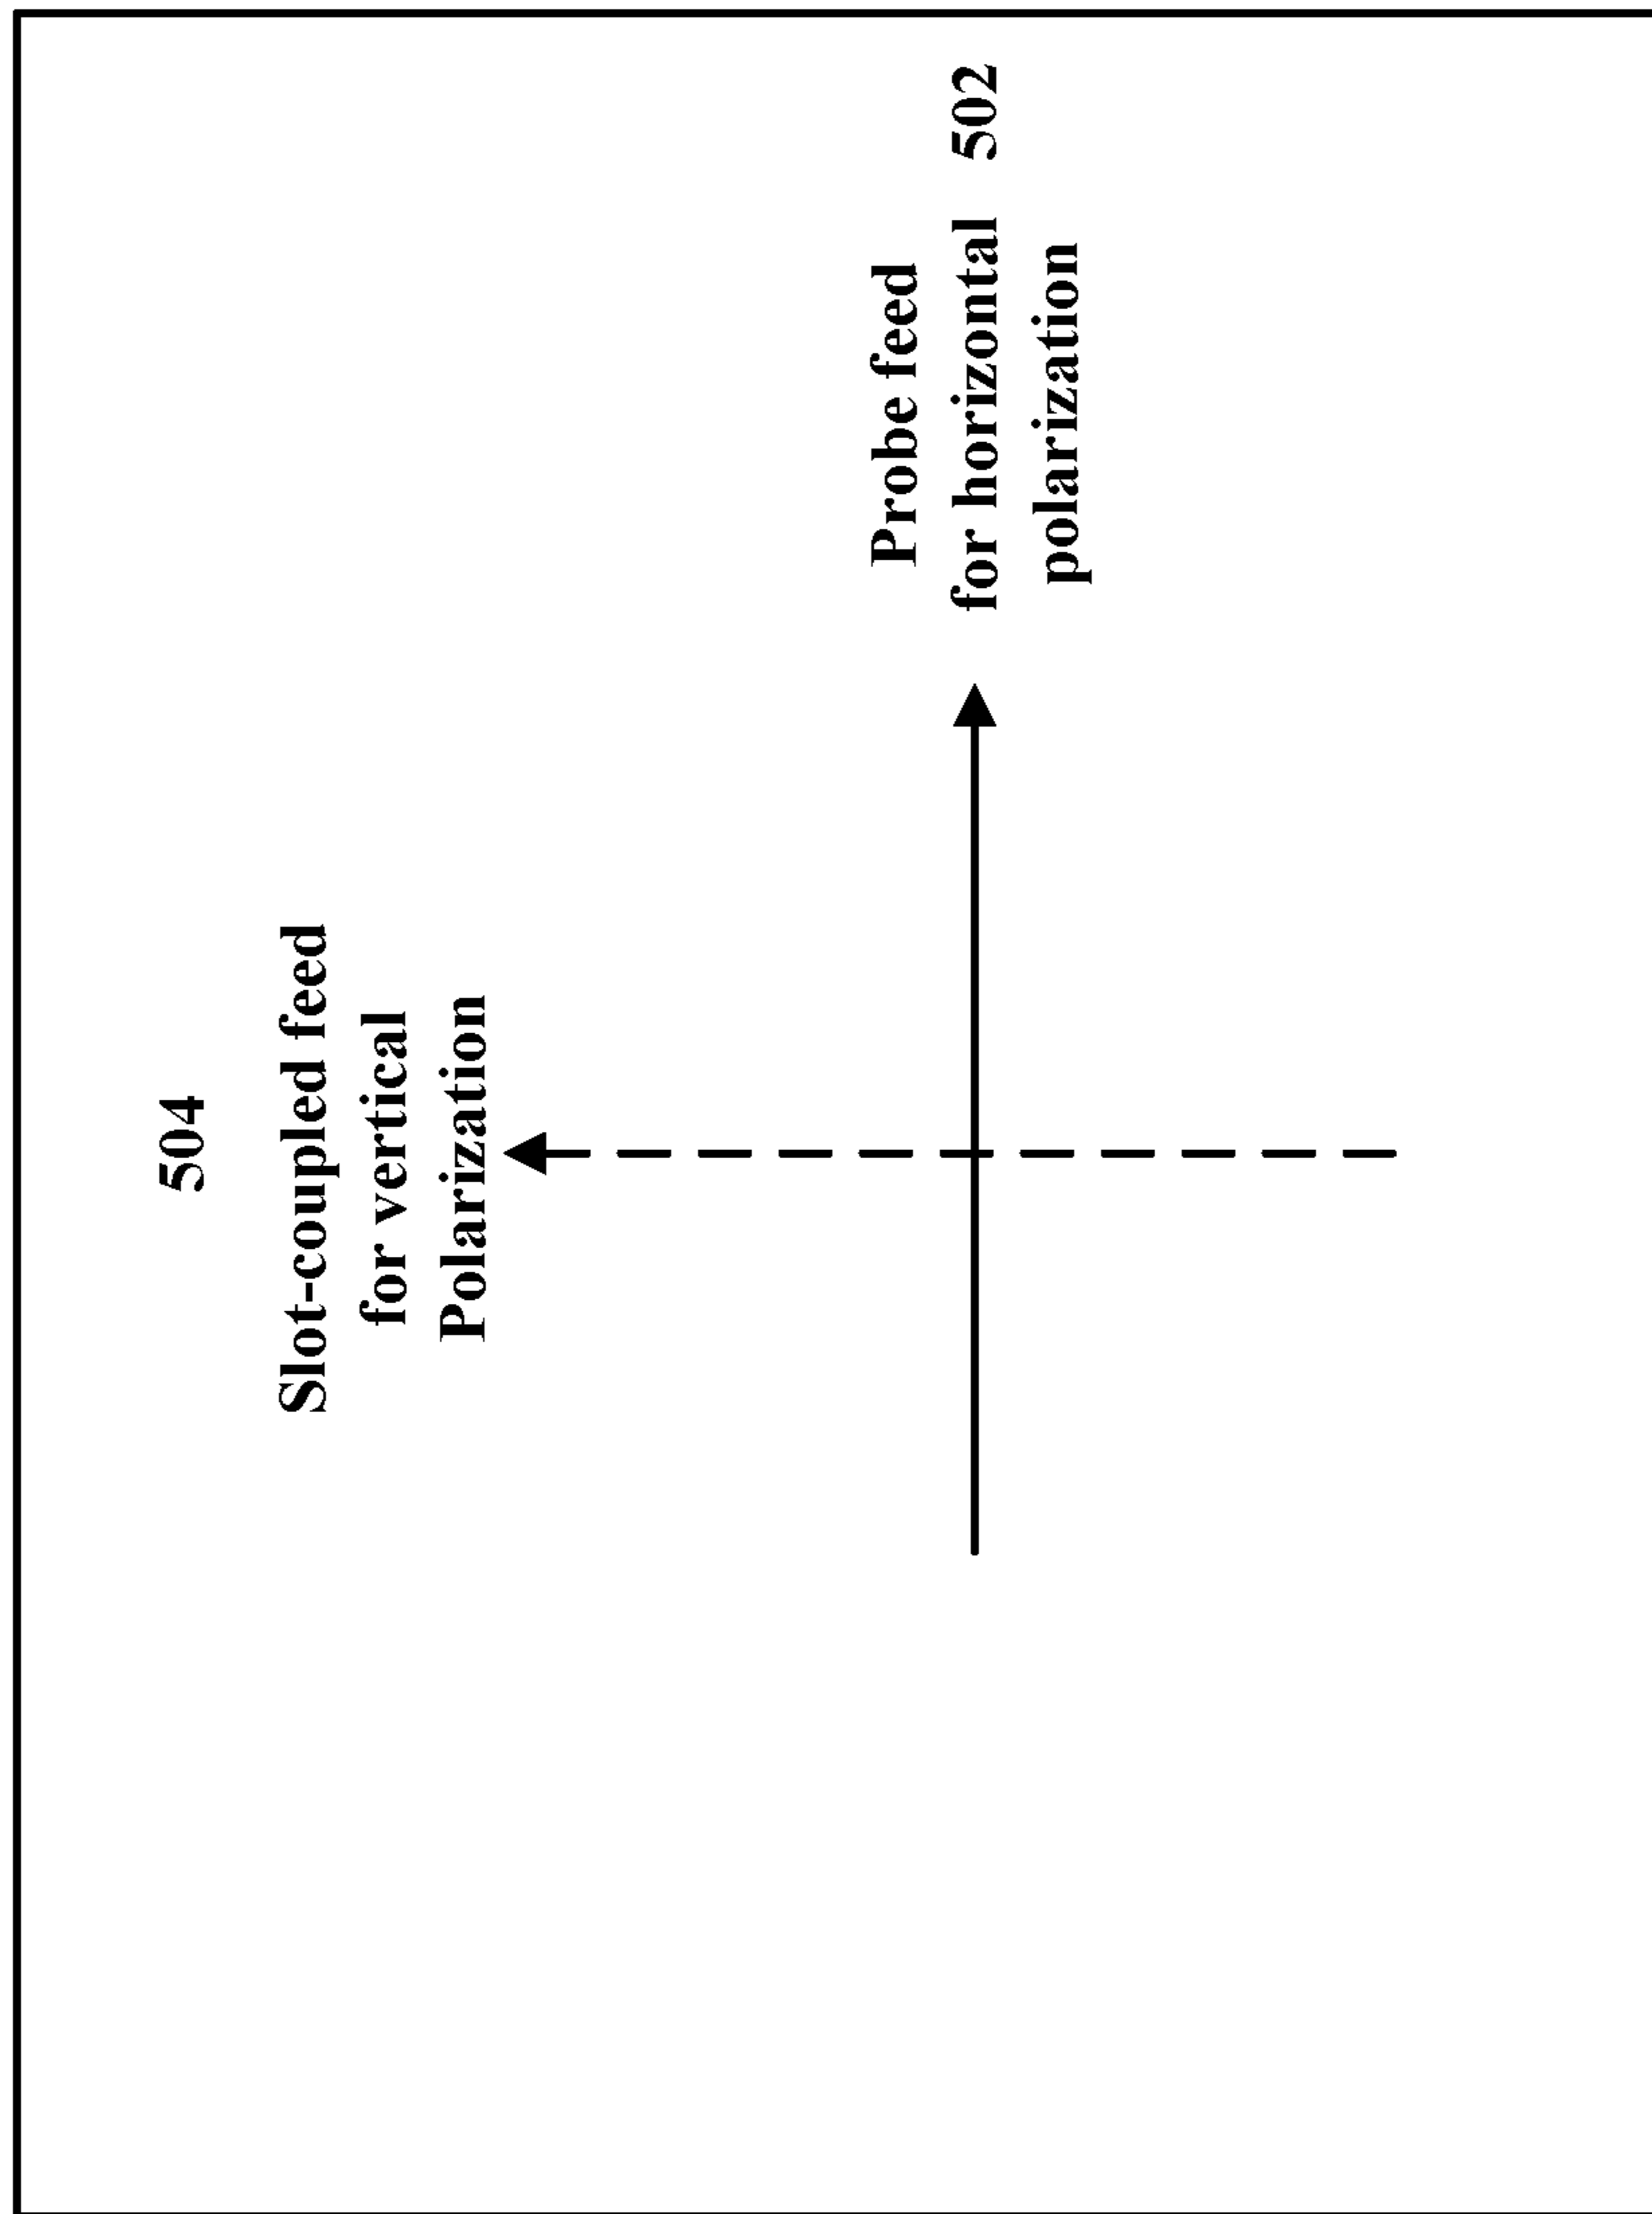 504
Slot-coupled feed
for vertical
Polarization
Probe feed
for horizontal 502
polarization